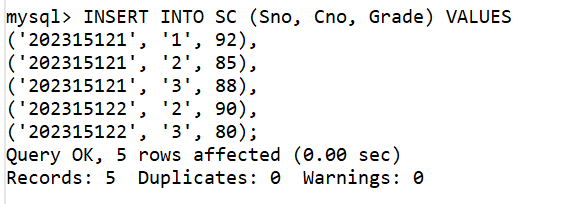 mysql> INSERT INTO SC (Sno, Cno, Grade) VALUES
('202315121', '1', 92),
('202315121', '2', 85),
('202315121', '3', 88),
('202315122', '2', 90),
('202315122', '3', 80);
Query OK, 5 rows affected (0.00 sec)
Records: 5  Duplicates: 0  Warnings: 0